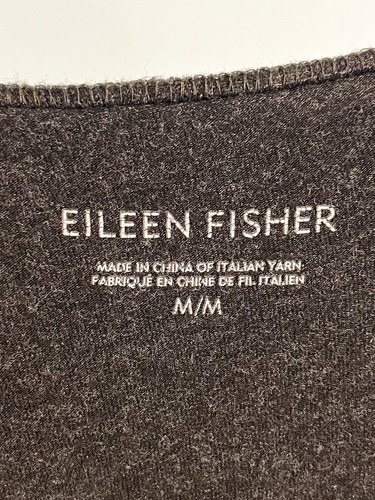 EILEEN FISHER
MADE IN CHINA OF ITALIAN YARN
FABRIQUÉ EN CHINE DE FIL ITALIEN
M/M